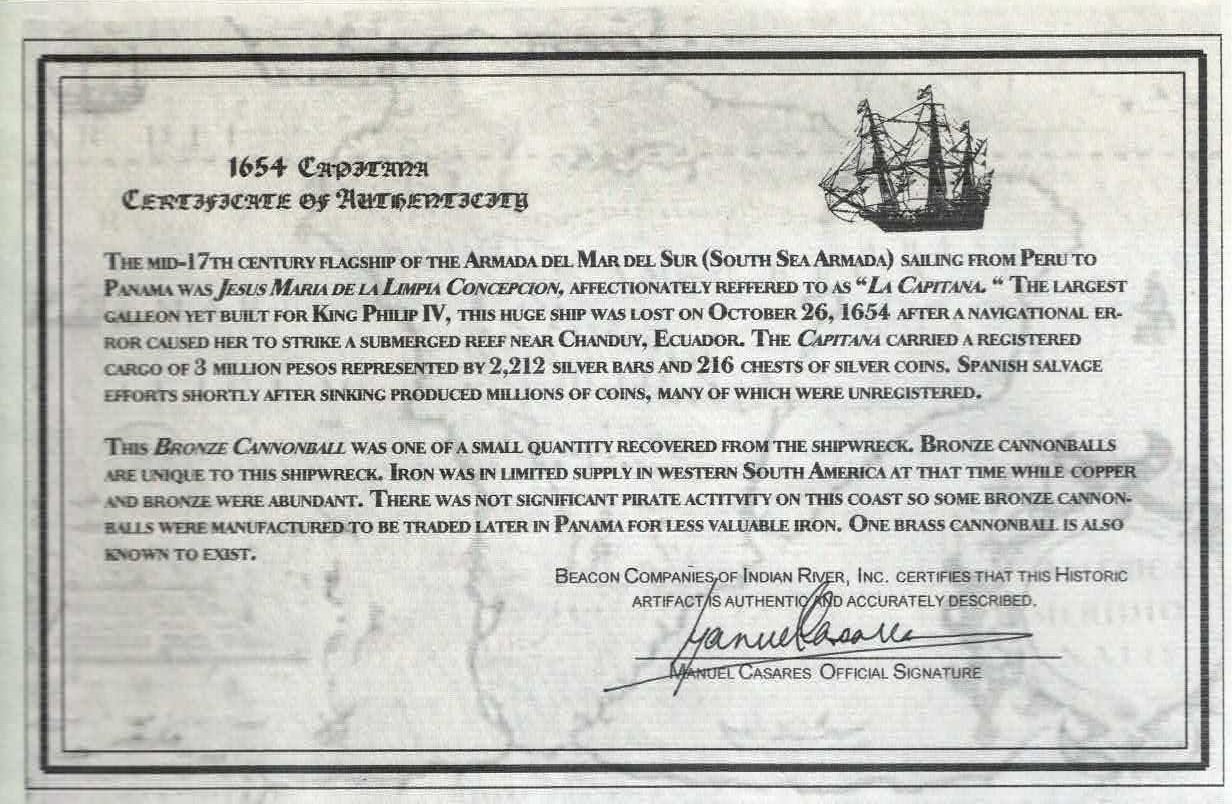 1654 Capitana
Certificate of Authenticity
The mid-17th century flagship of the Armada del Mar del Sur (South Sea Armada) sailing from Peru to
Panama was Jesus Maria de la Limpia Concepcion, affectionately reffered to as “La Capitana. “ The largest
galleon yet built for King Philip IV, this huge ship was lost on October 26, 1654 after a navigational er-
ror caused her to strike a submerged reef near Chanduy, Ecuador. The Capitana carried a registered
cargo of 3 million pesos represented by 2,212 silver bars and 216 chests of silver coins. Spanish salvage
efforts shortly after sinking produced millions of coins, many of which were unregistered.
This Bronze Cannonball was one of a small quantity recovered from the shipwreck. Bronze cannonballs
are unique to this shipwreck. Iron was in limited supply in western South America at that time while copper
and bronze were abundant. There was not significant pirate actitvity on this coast so some bronze cannon-
balls were manufactured to be traded later in Panama for less valuable iron. One brass cannonball is also
known to exist.
Beacon Companies of Indian River, Inc. certifies that this Historic
artifact is authentic and accurately described.
Manuel Casares
Manuel Casares Official Signature